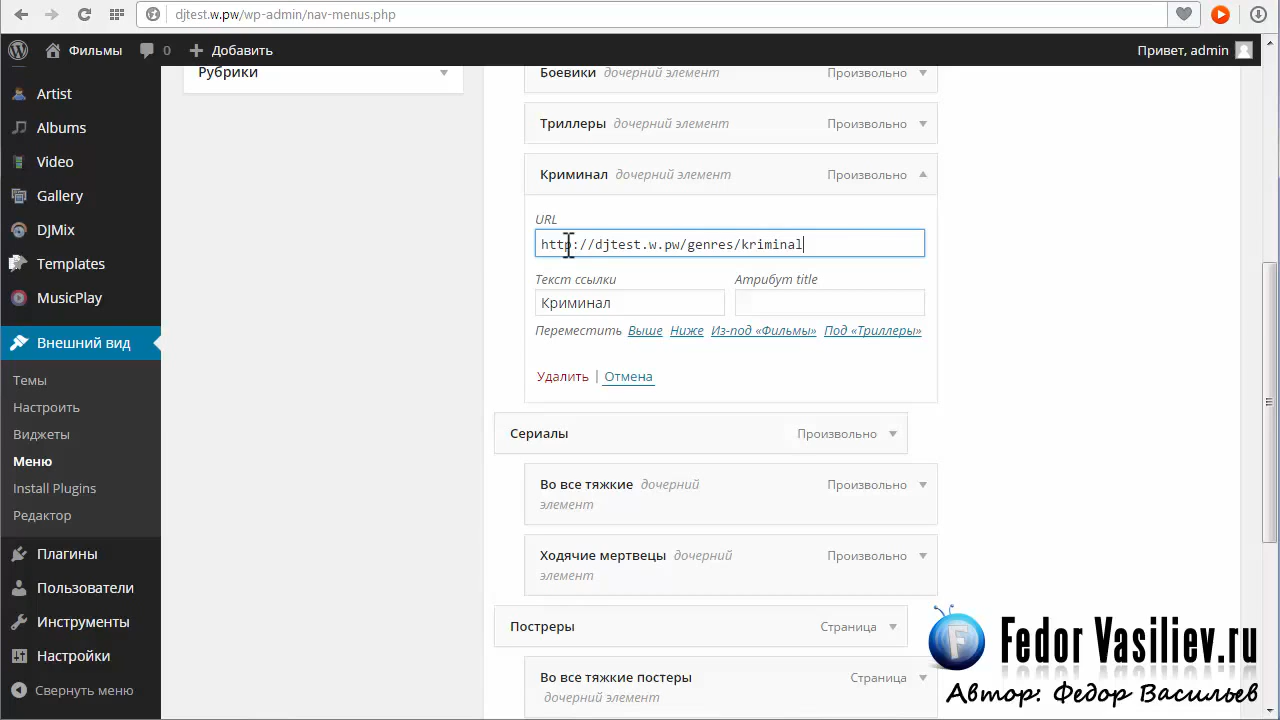 djtest.w.pw/wp-admin/nav-menus.php
Фильмы 0 Добавить Привет, admin
Artist
Albums
Video
Gallery
DJMix
Templates
MusicPlay
Внешний вид
Темы
Настроить
Виджеты
Меню
Install Plugins
Редактор
Плагины
Пользователи
Инструменты
Настройки
Свернуть меню
Рубрики
Боевики дочерний элемент Произвольно
Триллеры дочерний элемент Произвольно
Криминал дочерний элемент Произвольно
URL
http://djtest.w.pw/genres/kriminal
Текст ссылки Атрибут title
Криминал
Переместить Выше Ниже Из-под «Фильмы» Под «Триллеры»
Удалить | Отмена
Сериалы Произвольно
Во все тяжкие дочерний Произвольно
элемент
Ходячие мертвецы дочерний Произвольно
элемент
Постреры Страница
Во все тяжкие постеры Страница
дочерний элемент
F
Fedor Vasiliev.ru
Автор: Федор Васильев